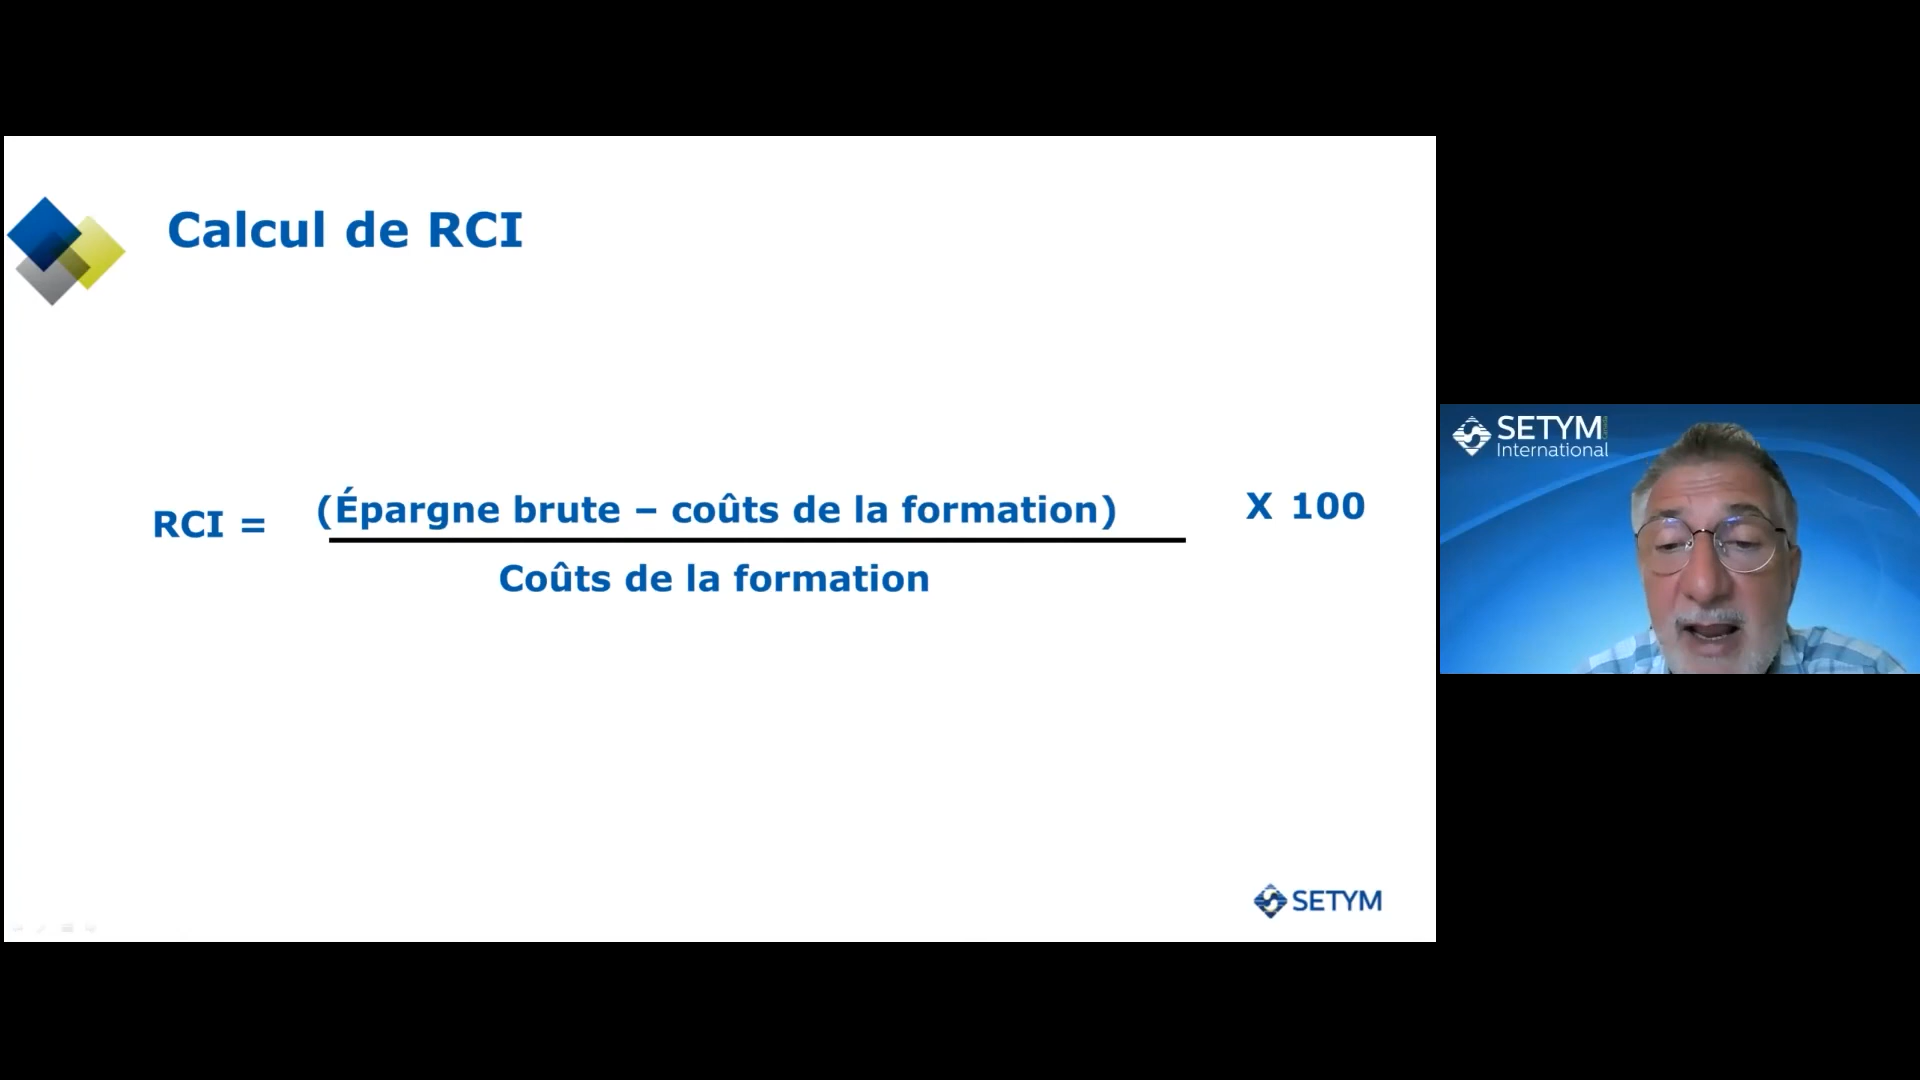 Calcul de RCI
RCI =
(Épargne brute – coûts de la formation)
X 100
Coûts de la formation
SETYM
SETYM
International